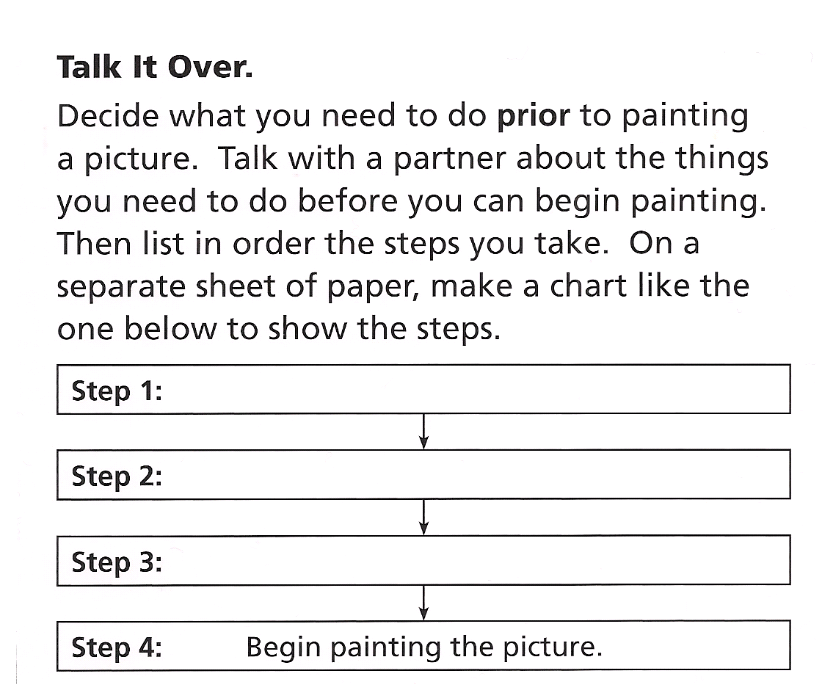 Talk It Over.
Decide what you need to do prior to painting
a picture.  Talk with a partner about the things
you need to do before you can begin painting.
Then list in order the steps you take.  On a
separate sheet of paper, make a chart like the
one below to show the steps.
Step 1:
Step 2:
Step 3:
Step 4: Begin painting the picture.